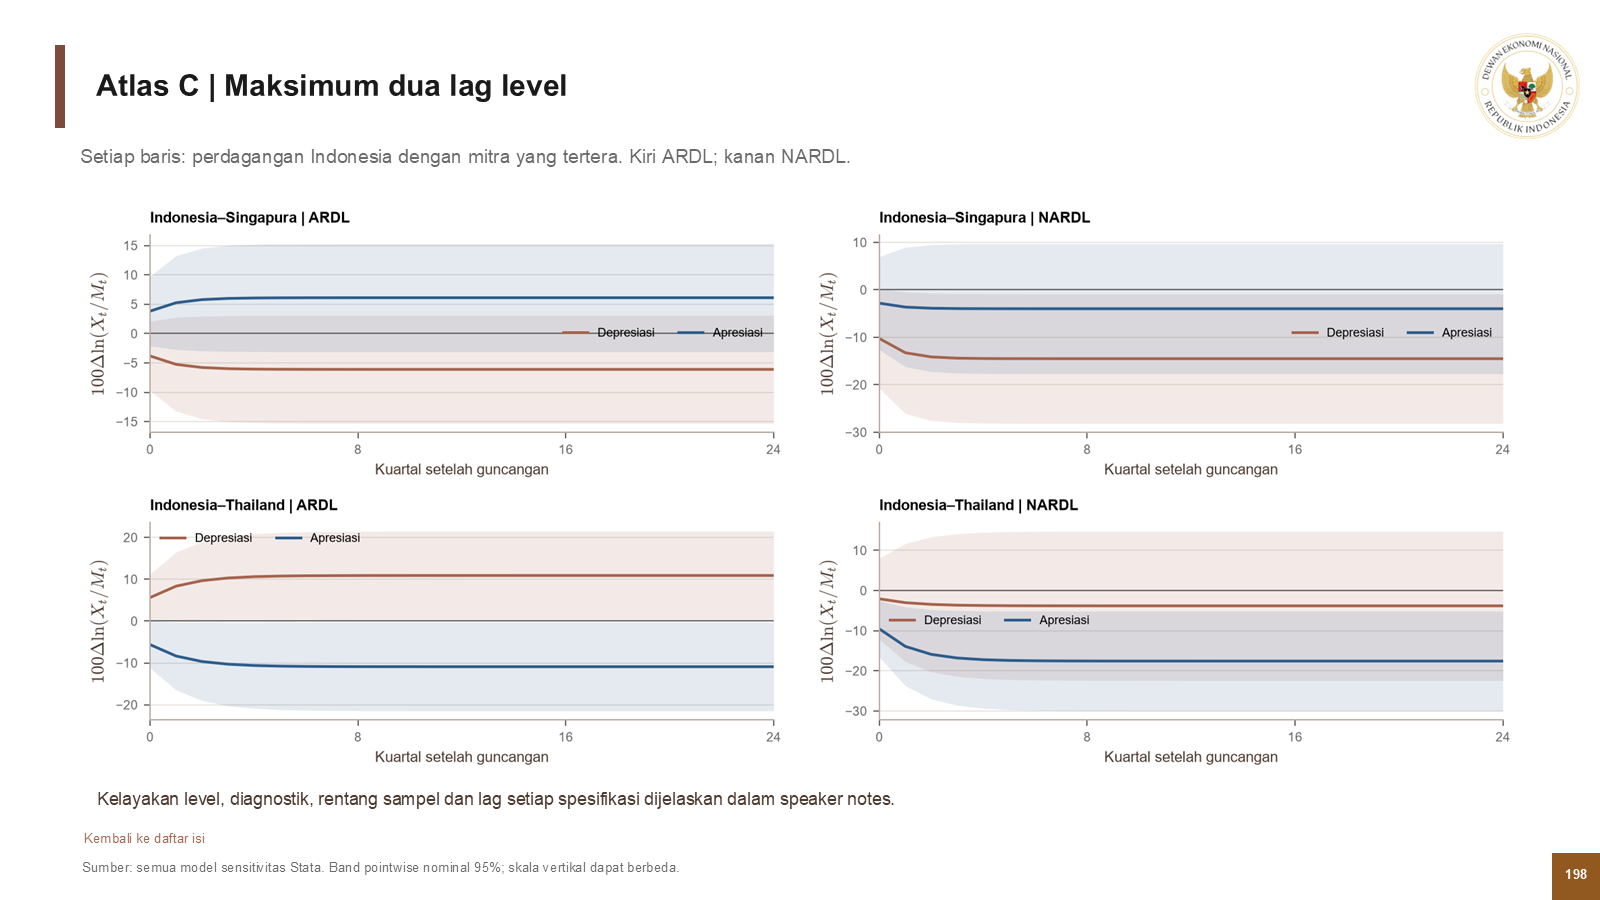 Atlas C | Maksimum dua lag level
DEWAN EKONOMI NASIONAL
REPUBLIK INDONESIA
Setiap baris: perdagangan Indonesia dengan mitra yang tertera. Kiri ARDL; kanan NARDL.
Indonesia–Singapura | ARDL
100Δln(Xt/Mt)
15
10
5
0
−5
−10
−15
Depresiasi
Apresiasi
0
8
16
24
Kuartal setelah guncangan
Indonesia–Singapura | NARDL
100Δln(Xt/Mt)
10
0
−10
−20
−30
Depresiasi
Apresiasi
0
8
16
24
Kuartal setelah guncangan
Indonesia–Thailand | ARDL
100Δln(Xt/Mt)
20
10
0
−10
−20
Depresiasi
Apresiasi
0
8
16
24
Kuartal setelah guncangan
Indonesia–Thailand | NARDL
100Δln(Xt/Mt)
10
0
−10
−20
−30
Depresiasi
Apresiasi
0
8
16
24
Kuartal setelah guncangan
Kelayakan level, diagnostik, rentang sampel dan lag setiap spesifikasi dijelaskan dalam speaker notes.
Kembali ke daftar isi
Sumber: semua model sensitivitas Stata. Band pointwise nominal 95%; skala vertikal dapat berbeda.
198